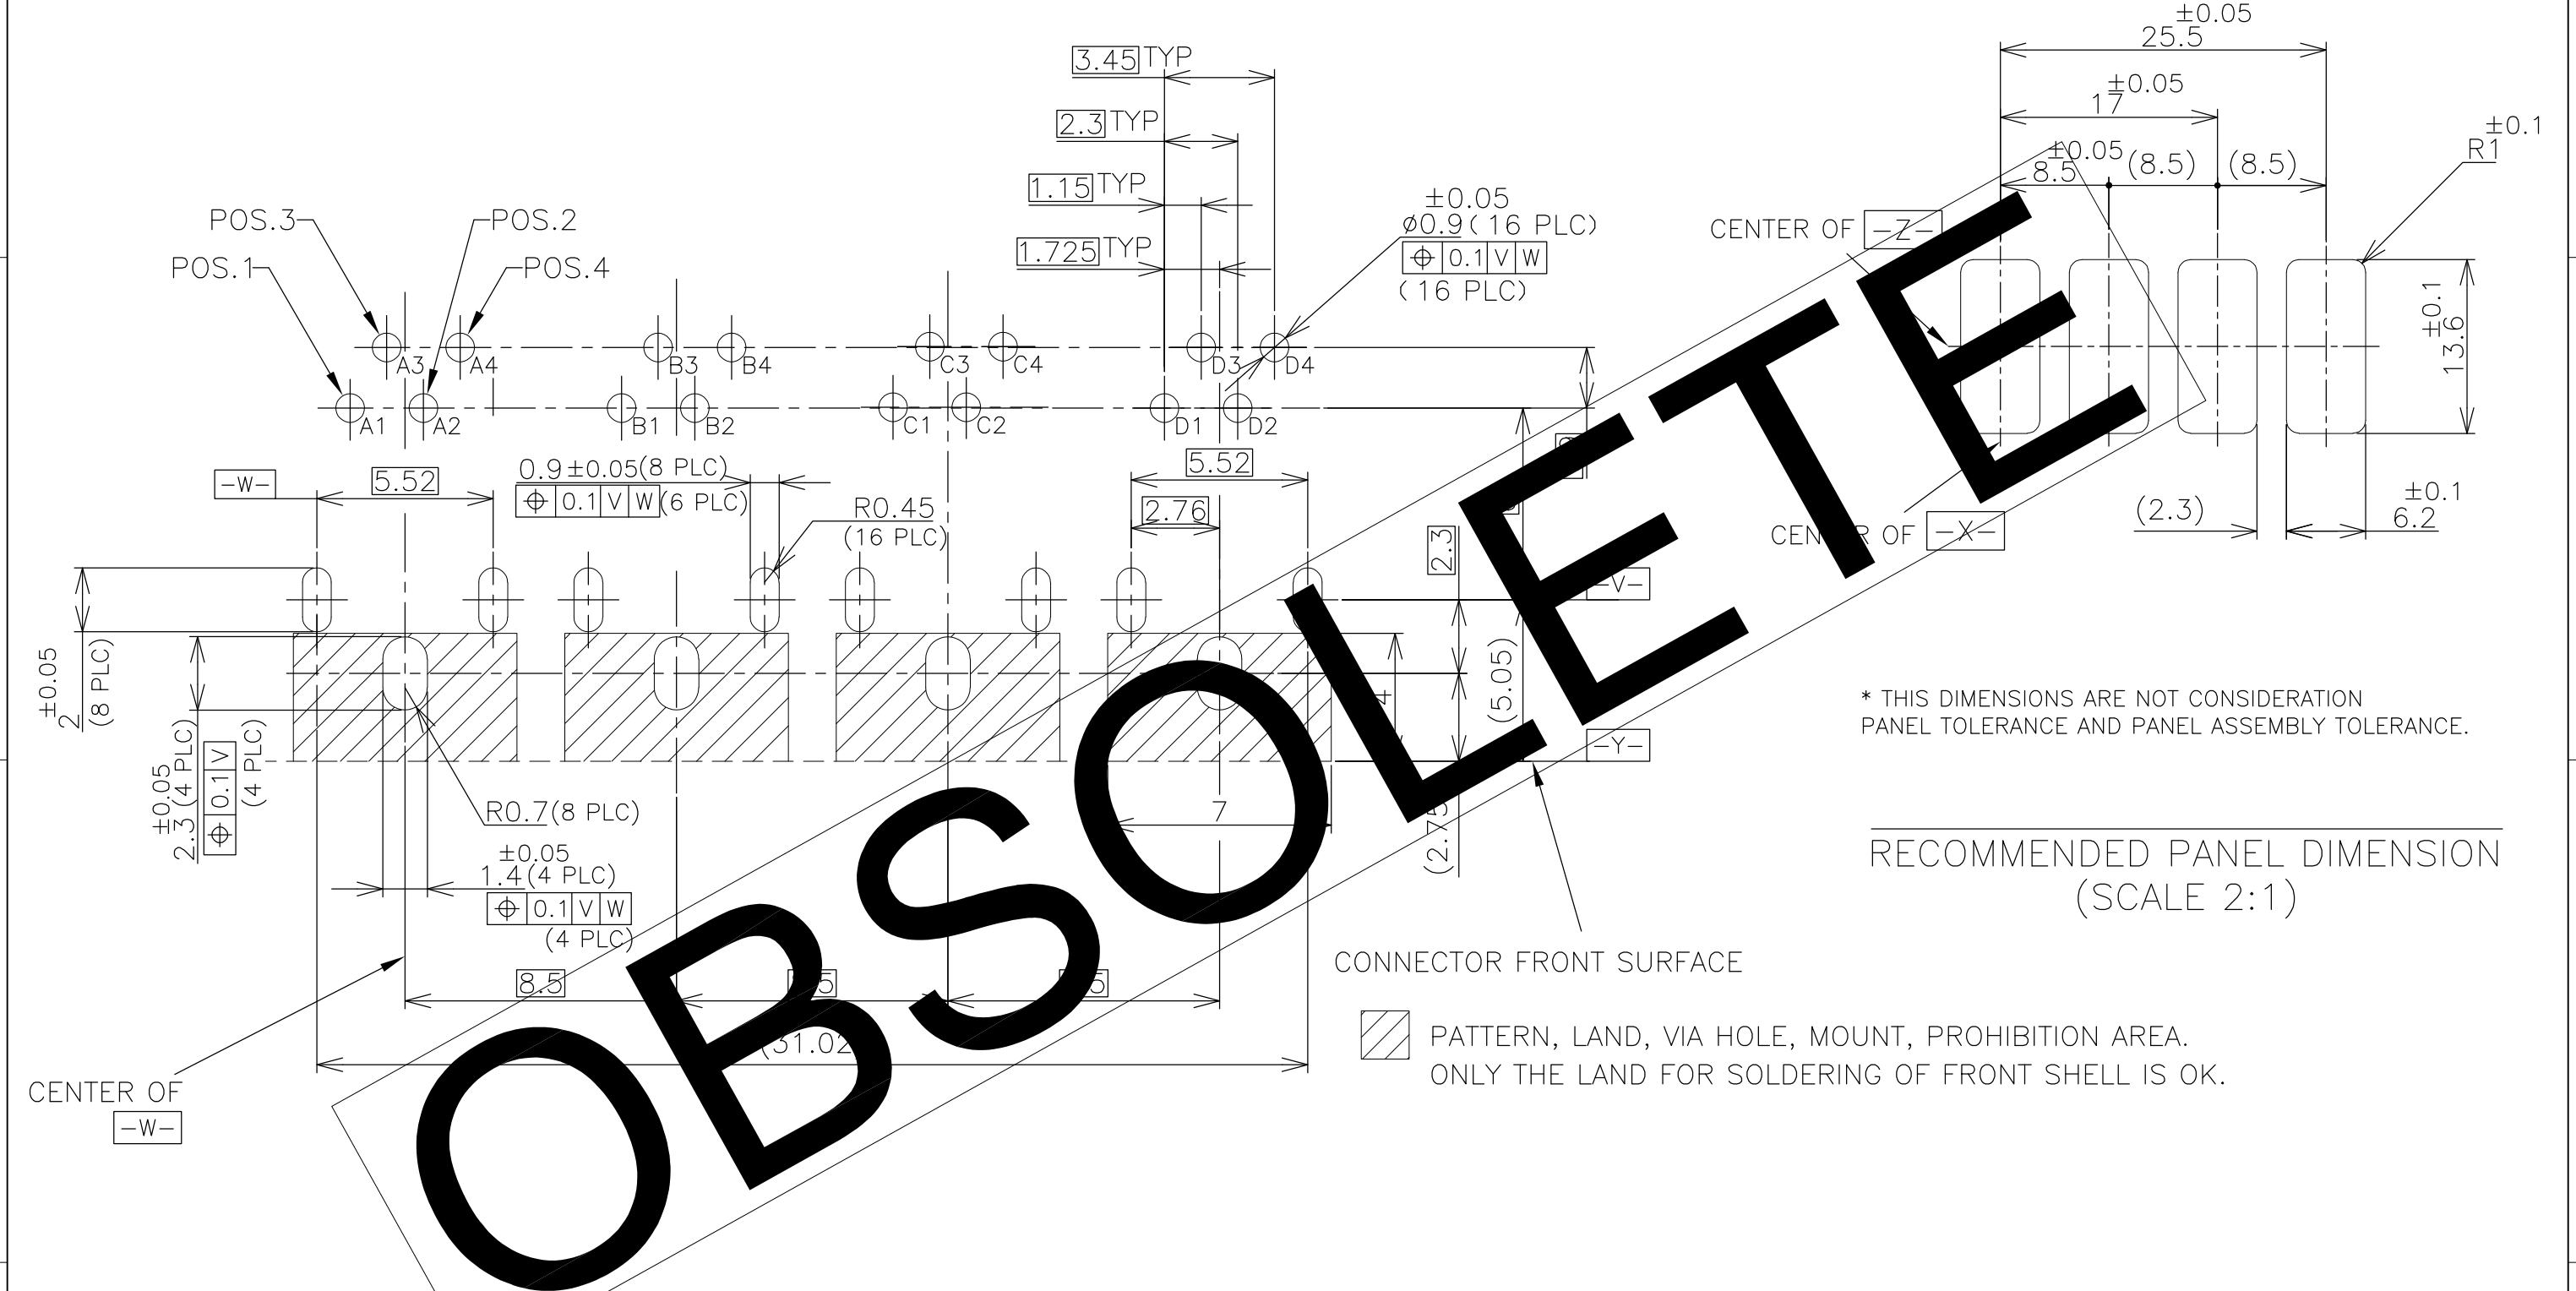 ±0.05
25.5
3.45 TYP
±0.05
17
2.3 TYP
±0.1
R1
±0.05
8.5
(8.5)
(8.5)
1.15 TYP
±0.05
ø0.9 (16 PLC)
⌖ 0.1 V W
(16 PLC)
1.725 TYP
CENTER OF -Z-
POS.3
POS.2
POS.1
POS.4
A3
A4
B3
B4
C3
C4
D3
D4
A1
A2
B1
B2
C1
C2
D1
D2
±0.1
13.6
-W-
5.52
0.9±0.05(8 PLC)
⌖ 0.1 V W (6 PLC)
5.52
2.76
R0.45
(16 PLC)
2.3
(2.3)
±0.1
6.2
CENTER OF -X-
-V-
±0.05
2
(8 PLC)
(5.05)
4
* THIS DIMENSIONS ARE NOT CONSIDERATION
PANEL TOLERANCE AND PANEL ASSEMBLY TOLERANCE.
-Y-
±0.05
2.3 (4 PLC)
⌖ 0.1 V
(4 PLC)
R0.7(8 PLC)
7
±0.05
1.4(4 PLC)
⌖ 0.1 V W
(4 PLC)
RECOMMENDED PANEL DIMENSION
(SCALE 2:1)
CONNECTOR FRONT SURFACE
8.5
PATTERN, LAND, VIA HOLE, MOUNT, PROHIBITION AREA.
ONLY THE LAND FOR SOLDERING OF FRONT SHELL IS OK.
(31.02
CENTER OF
-W-
OBSOLETE